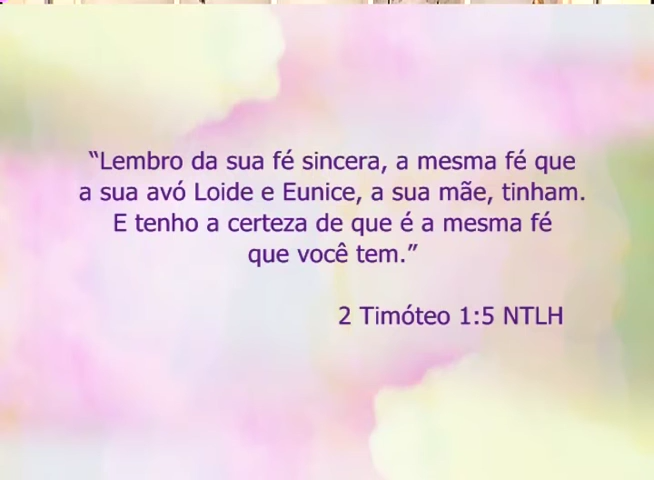 “Lembro da sua fé sincera, a mesma fé que
a sua avó Loide e Eunice, a sua mãe, tinham.
E tenho a certeza de que é a mesma fé
que você tem.”
2 Timóteo 1:5 NTLH